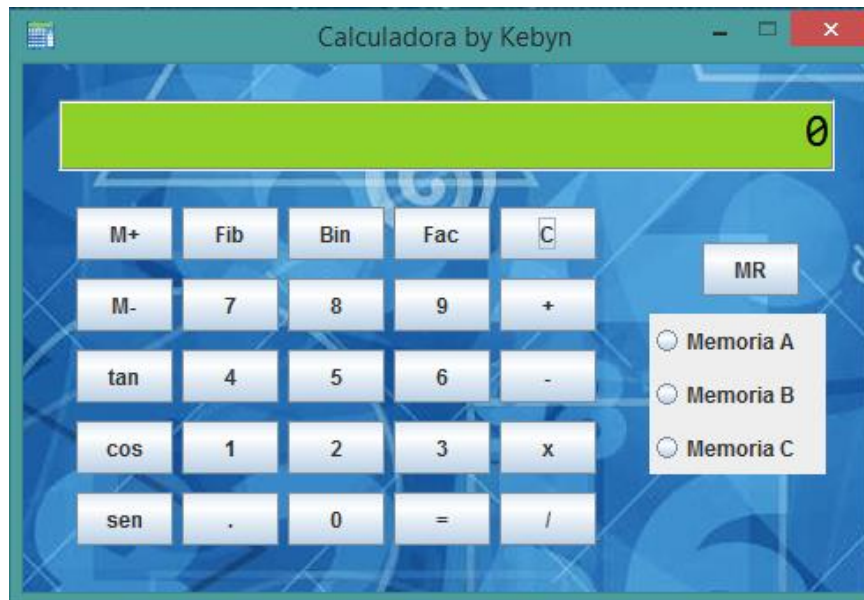 Calculadora by Kebyn
0
M+ Fib Bin Fac C
MR
M- 7 8 9 +
Memoria A
tan 4 5 6 -
Memoria B
cos 1 2 3 x
Memoria C
sen . 0 = /